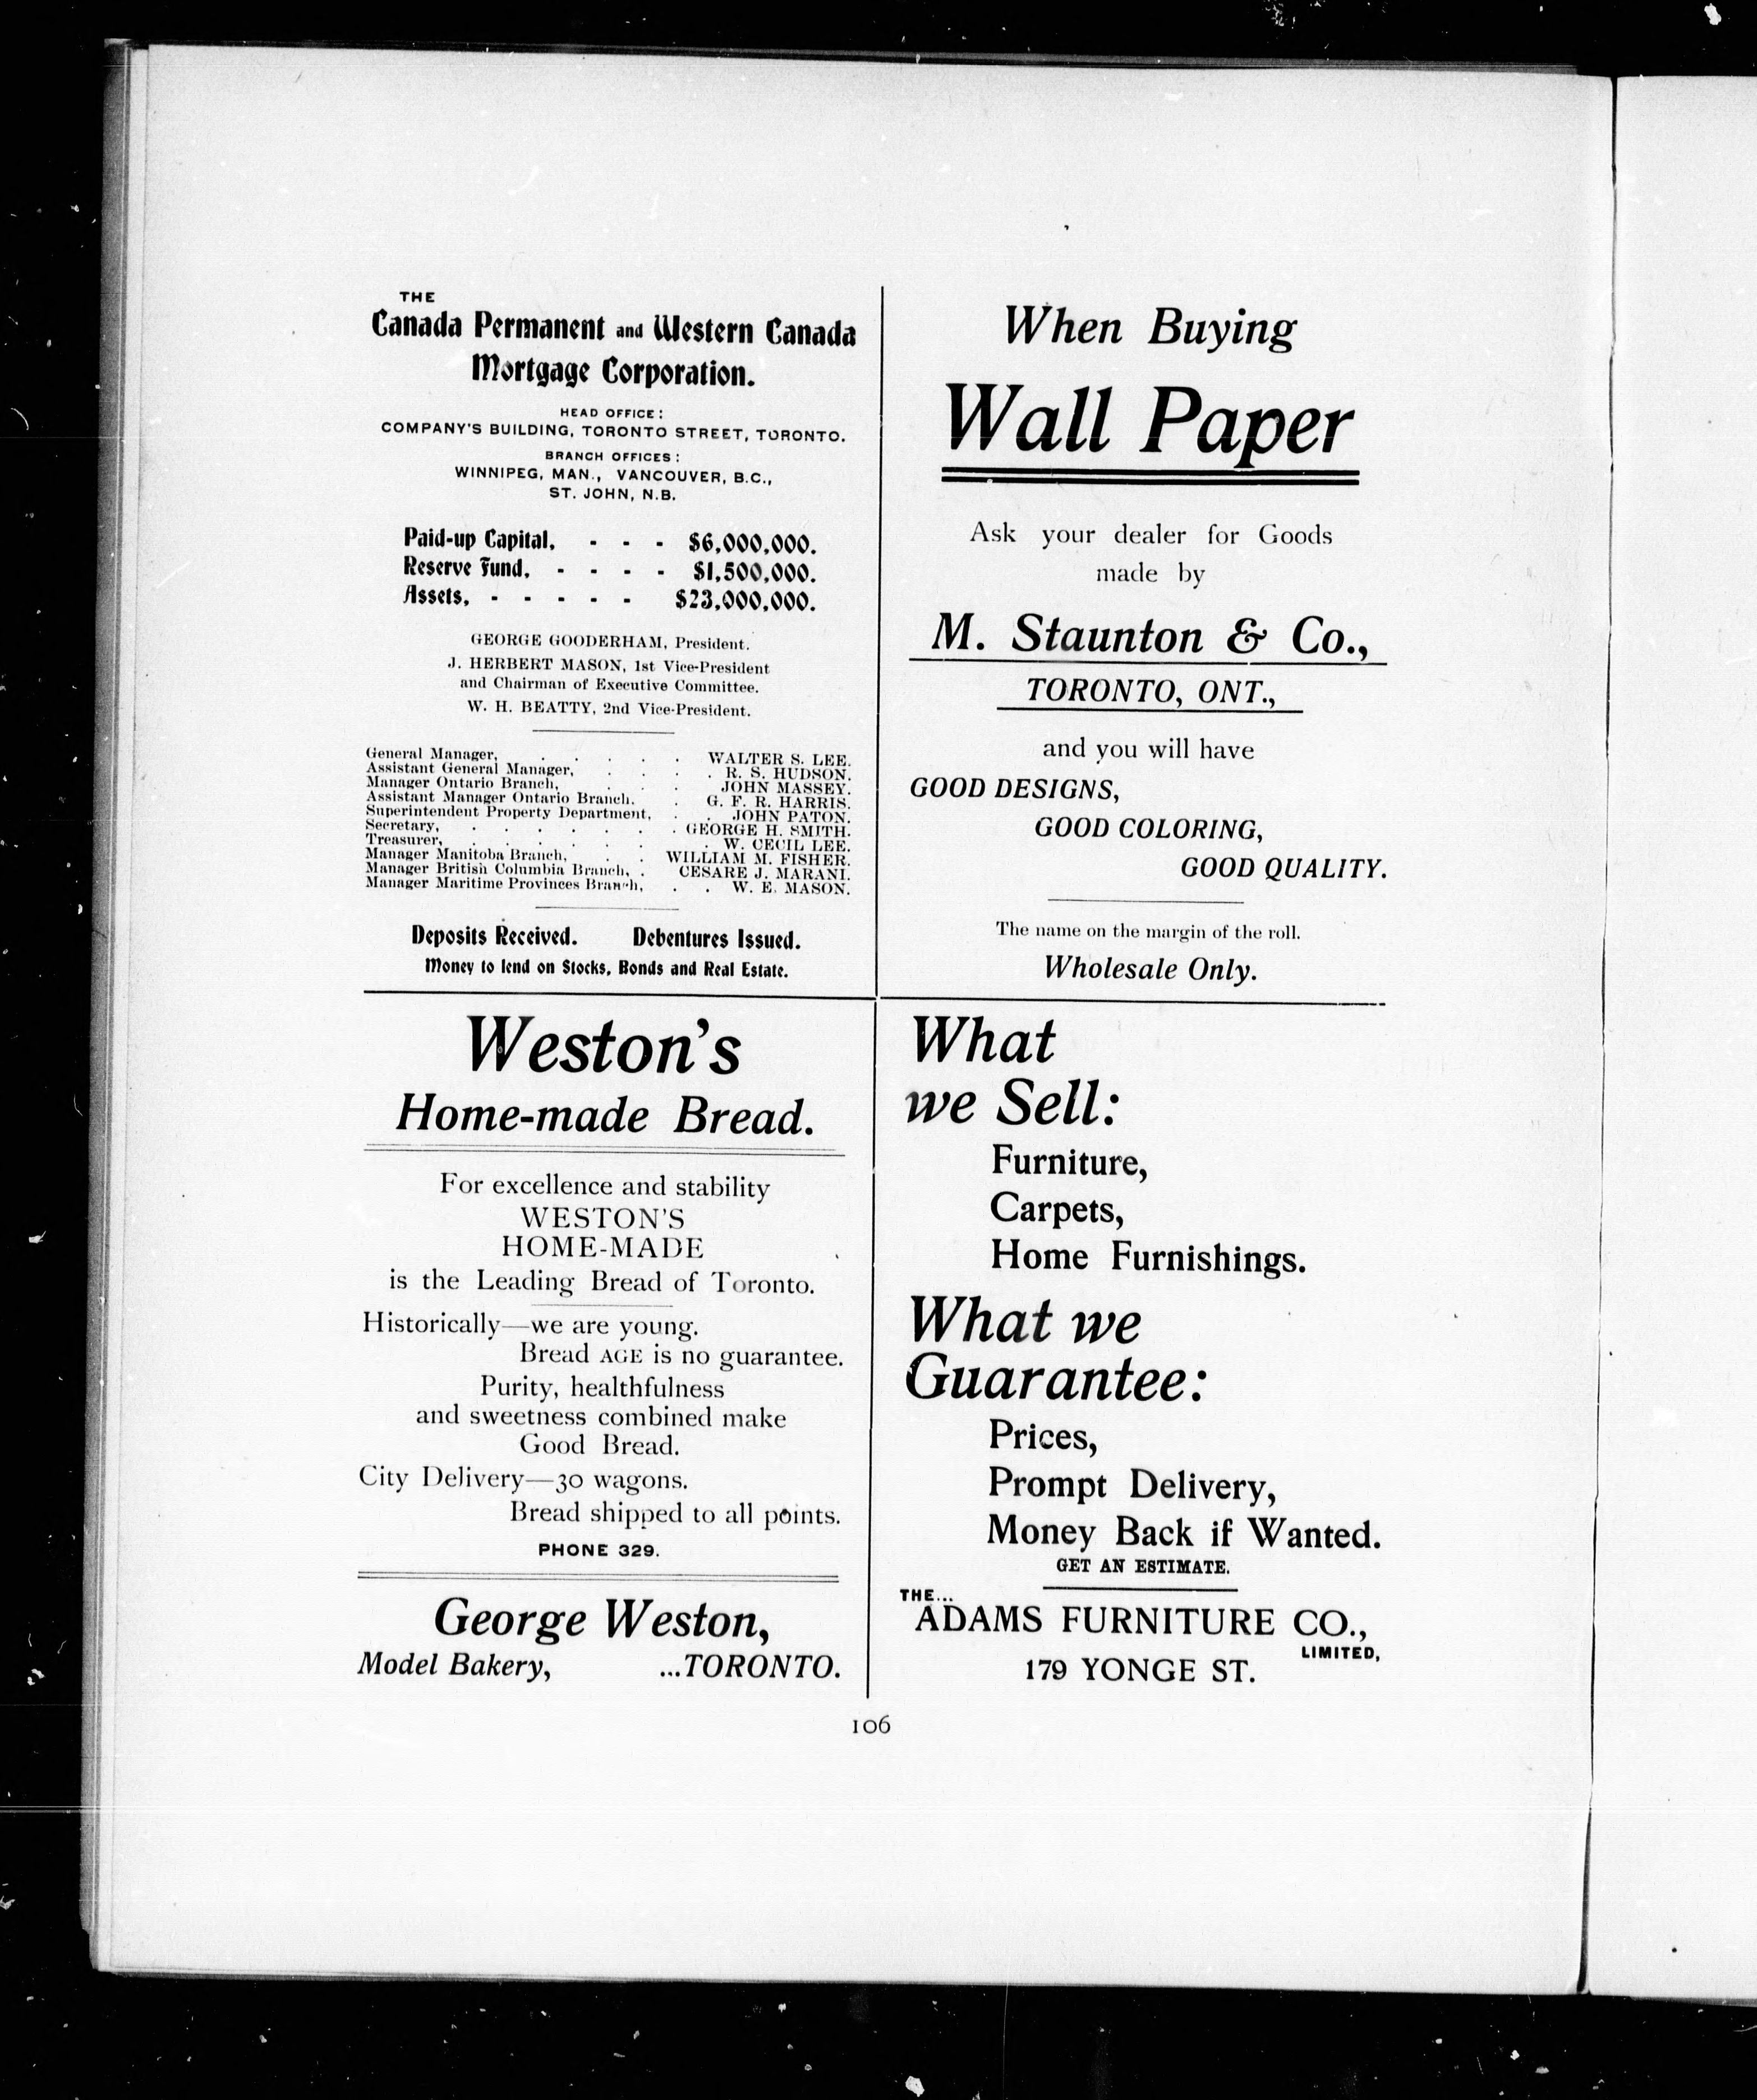 THE
Canada Permanent and Western Canada
Mortgage Corporation.
HEAD OFFICE:
COMPANY'S BUILDING, TORONTO STREET, TORONTO.
BRANCH OFFICES:
WINNIPEG, MAN., VANCOUVER, B.C.,
ST. JOHN, N.B.
Paid-up Capital, - - - $6,000,000.
Reserve Fund, - - - - $1,500,000.
Assets, - - - - - $23,000,000.
GEORGE GOODERHAM, President.
J. HERBERT MASON, 1st Vice-President
and Chairman of Executive Committee.
W. H. BEATTY, 2nd Vice-President.
General Manager, . . . . . WALTER S. LEE.
Assistant General Manager, . . . . R. S. HUDSON.
Manager Ontario Branch, . . . JOHN MASSEY.
Assistant Manager Ontario Branch, . G. F. R. HARRIS.
Superintendent Property Department, . . JOHN PATON.
Secretary, . . . . . . . GEORGE H. SMITH.
Treasurer, . . . . . . . W. CECIL LEE.
Manager Manitoba Branch, . . WILLIAM M. FISHER.
Manager British Columbia Branch, . CESARE J. MARANI.
Manager Maritime Provinces Branch, . . W. E. MASON.
Deposits Received. Debentures Issued.
Money to lend on Stocks, Bonds and Real Estate.
When Buying
Wall Paper
Ask your dealer for Goods
made by
M. Staunton & Co.,
TORONTO, ONT.,
and you will have
GOOD DESIGNS,
GOOD COLORING,
GOOD QUALITY.
The name on the margin of the roll.
Wholesale Only.
Weston's
Home-made Bread.
For excellence and stability
WESTON'S
HOME-MADE
is the Leading Bread of Toronto.
Historically—we are young.
Bread AGE is no guarantee.
Purity, healthfulness
and sweetness combined make
Good Bread.
City Delivery—30 wagons.
Bread shipped to all points.
PHONE 329.
George Weston,
Model Bakery, ...TORONTO.
What
we Sell:
Furniture,
Carpets,
Home Furnishings.
What we
Guarantee:
Prices,
Prompt Delivery,
Money Back if Wanted.
GET AN ESTIMATE.
THE...
ADAMS FURNITURE CO.,
LIMITED,
179 YONGE ST.
106